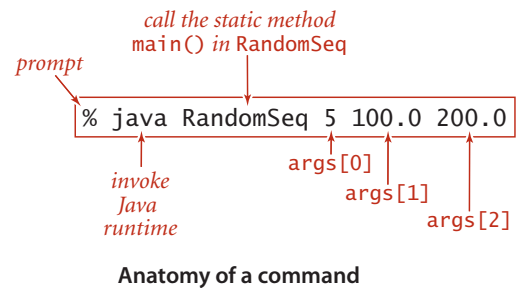 call the static method
main() in RandomSeq
prompt
% java RandomSeq 5 100.0 200.0
invoke
Java
runtime
args[0]
args[1]
args[2]
Anatomy of a command